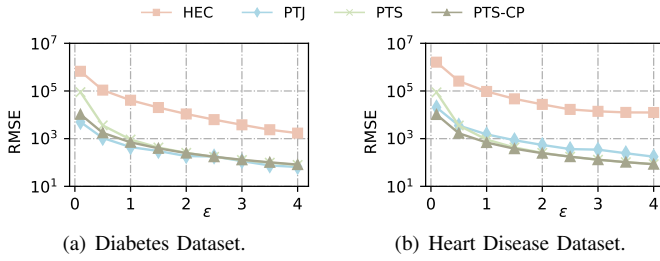 HEC PTJ PTS PTS-CP
10^7
10^5
10^3
10^1
RMSE
0 1 2 3 4
ε
(a) Diabetes Dataset.
10^7
10^5
10^3
10^1
RMSE
0 1 2 3 4
ε
(b) Heart Disease Dataset.